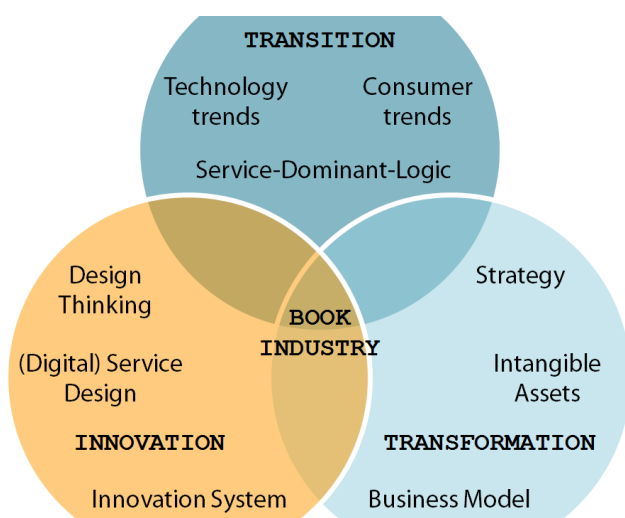 TRANSITION
Technology
trends
Consumer
trends
Service-Dominant-Logic
Design
Thinking
Strategy
BOOK
INDUSTRY
(Digital) Service
Design
Intangible
Assets
INNOVATION
TRANSFORMATION
Innovation System
Business Model